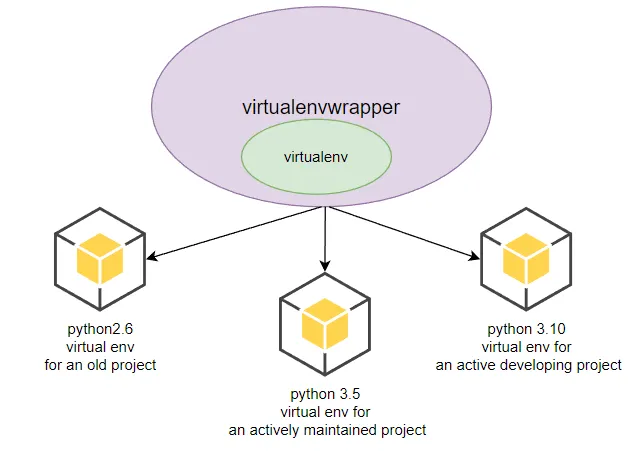 virtualenvwrapper
virtualenv
python2.6
virtual env
for an old project
python 3.5
virtual env for
an actively maintained project
python 3.10
virtual env for
an active developing project